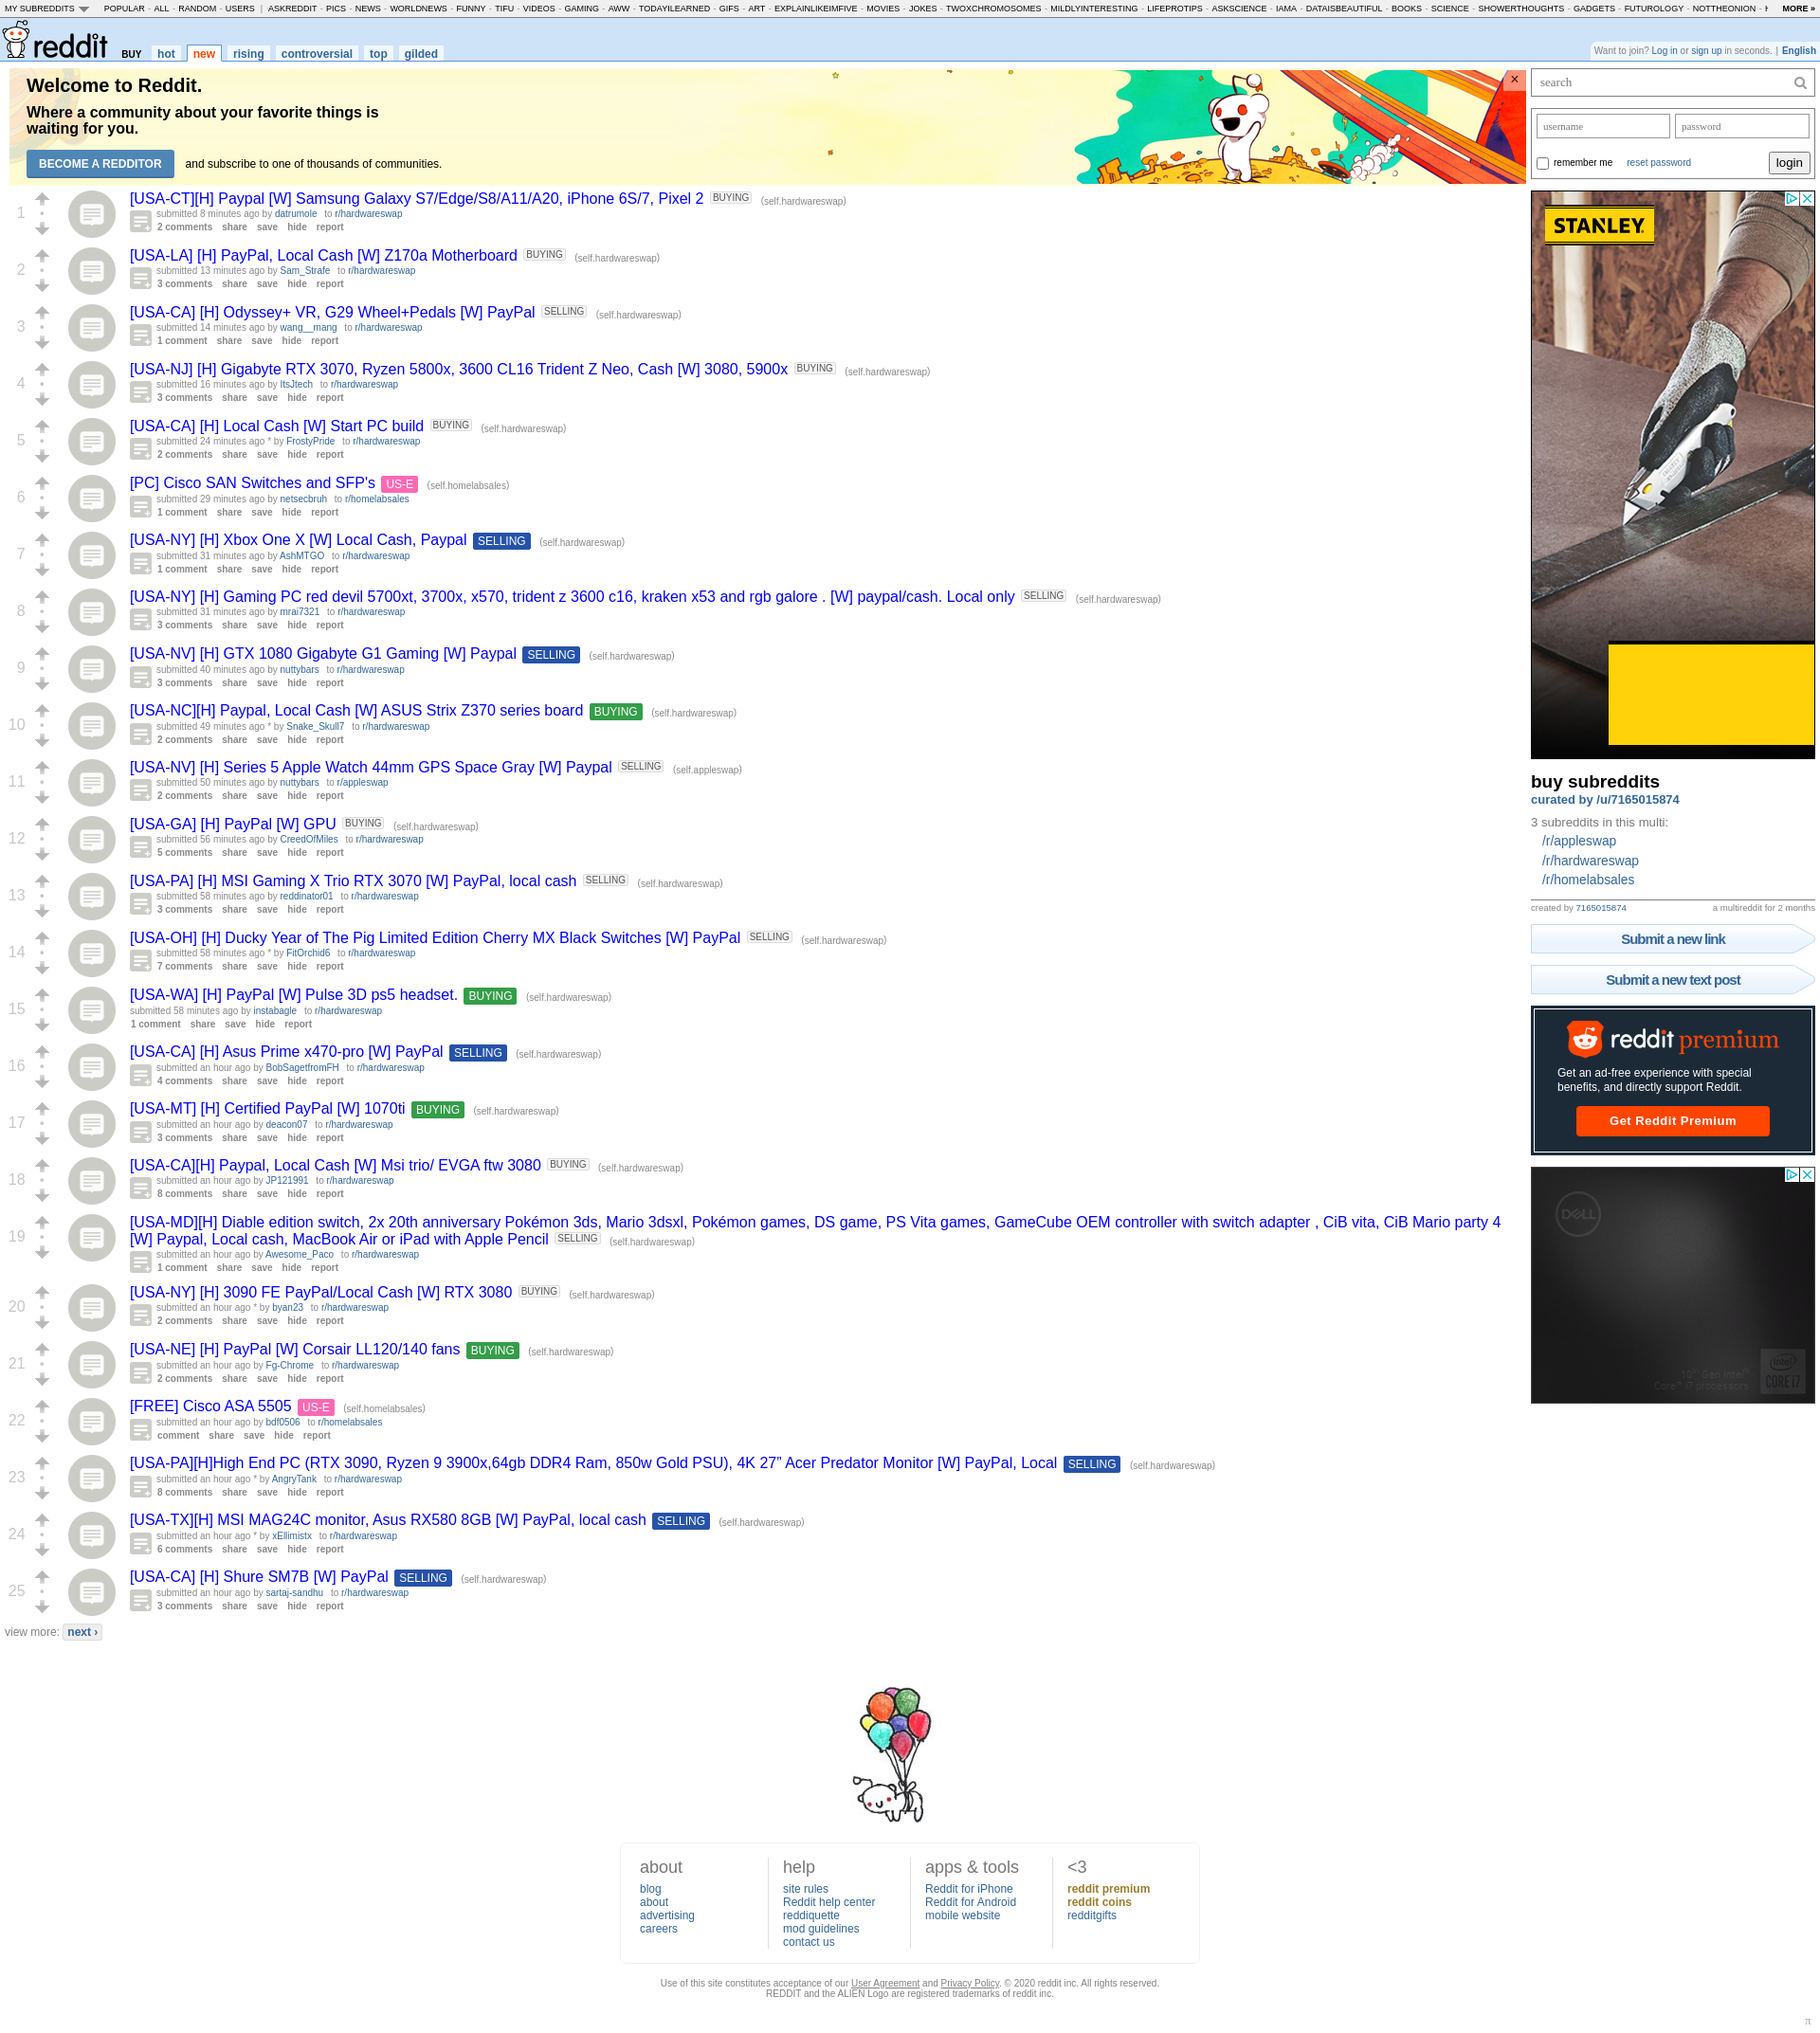 MY SUBREDDITS POPULAR - ALL - RANDOM - USERS | ASKREDDIT - PICS - NEWS - WORLDNEWS - FUNNY - TIFU - VIDEOS - GAMING - AWW - TODAYILEARNED - GIFS - ART - EXPLAINLIKEIMFIVE - MOVIES - JOKES - TWOXCHROMOSOMES - MILDLYINTERESTING - LIFEPROTIPS - ASKSCIENCE - IAMA - DATAISBEAUTIFUL - BOOKS - SCIENCE - SHOWERTHOUGHTS - GADGETS - FUTUROLOGY - NOTTHEONION - MORE »
reddit BUY hot new rising controversial top gilded
Want to join? Log in or sign up in seconds. | English
Welcome to Reddit.
Where a community about your favorite things is
waiting for you.
BECOME A REDDITOR and subscribe to one of thousands of communities.
×
1
[USA-CT][H] Paypal [W] Samsung Galaxy S7/Edge/S8/A11/A20, iPhone 6S/7, Pixel 2 BUYING (self.hardwareswap)
submitted 8 minutes ago by datrumole to r/hardwareswap
2 comments share save hide report
2
[USA-LA] [H] PayPal, Local Cash [W] Z170a Motherboard BUYING (self.hardwareswap)
submitted 13 minutes ago by Sam_Strafe to r/hardwareswap
3 comments share save hide report
3
[USA-CA] [H] Odyssey+ VR, G29 Wheel+Pedals [W] PayPal SELLING (self.hardwareswap)
submitted 14 minutes ago by wang__mang to r/hardwareswap
1 comment share save hide report
4
[USA-NJ] [H] Gigabyte RTX 3070, Ryzen 5800x, 3600 CL16 Trident Z Neo, Cash [W] 3080, 5900x BUYING (self.hardwareswap)
submitted 16 minutes ago by ItsJtech to r/hardwareswap
3 comments share save hide report
5
[USA-CA] [H] Local Cash [W] Start PC build BUYING (self.hardwareswap)
submitted 24 minutes ago * by FrostyPride to r/hardwareswap
2 comments share save hide report
6
[PC] Cisco SAN Switches and SFP's US-E (self.homelabsales)
submitted 29 minutes ago by netsecbruh to r/homelabsales
1 comment share save hide report
7
[USA-NY] [H] Xbox One X [W] Local Cash, Paypal SELLING (self.hardwareswap)
submitted 31 minutes ago by AshMTGO to r/hardwareswap
1 comment share save hide report
8
[USA-NY] [H] Gaming PC red devil 5700xt, 3700x, x570, trident z 3600 c16, kraken x53 and rgb galore . [W] paypal/cash. Local only SELLING (self.hardwareswap)
submitted 31 minutes ago by mrai7321 to r/hardwareswap
3 comments share save hide report
9
[USA-NV] [H] GTX 1080 Gigabyte G1 Gaming [W] Paypal SELLING (self.hardwareswap)
submitted 40 minutes ago by nuttybars to r/hardwareswap
3 comments share save hide report
10
[USA-NC][H] Paypal, Local Cash [W] ASUS Strix Z370 series board BUYING (self.hardwareswap)
submitted 49 minutes ago * by Snake_Skull7 to r/hardwareswap
2 comments share save hide report
11
[USA-NV] [H] Series 5 Apple Watch 44mm GPS Space Gray [W] Paypal SELLING (self.appleswap)
submitted 50 minutes ago by nuttybars to r/appleswap
2 comments share save hide report
12
[USA-GA] [H] PayPal [W] GPU BUYING (self.hardwareswap)
submitted 56 minutes ago by CreedOfMiles to r/hardwareswap
5 comments share save hide report
13
[USA-PA] [H] MSI Gaming X Trio RTX 3070 [W] PayPal, local cash SELLING (self.hardwareswap)
submitted 58 minutes ago by reddinator01 to r/hardwareswap
3 comments share save hide report
14
[USA-OH] [H] Ducky Year of The Pig Limited Edition Cherry MX Black Switches [W] PayPal SELLING (self.hardwareswap)
submitted 58 minutes ago * by FitOrchid6 to r/hardwareswap
7 comments share save hide report
15
[USA-WA] [H] PayPal [W] Pulse 3D ps5 headset. BUYING (self.hardwareswap)
submitted 58 minutes ago by instabagle to r/hardwareswap
1 comment share save hide report
16
[USA-CA] [H] Asus Prime x470-pro [W] PayPal SELLING (self.hardwareswap)
submitted an hour ago by BobSagetfromFH to r/hardwareswap
4 comments share save hide report
17
[USA-MT] [H] Certified PayPal [W] 1070ti BUYING (self.hardwareswap)
submitted an hour ago by deacon07 to r/hardwareswap
3 comments share save hide report
18
[USA-CA][H] Paypal, Local Cash [W] Msi trio/ EVGA ftw 3080 BUYING (self.hardwareswap)
submitted an hour ago by JP121991 to r/hardwareswap
8 comments share save hide report
19
[USA-MD][H] Diable edition switch, 2x 20th anniversary Pokémon 3ds, Mario 3dsxl, Pokémon games, DS game, PS Vita games, GameCube OEM controller with switch adapter , CiB vita, CiB Mario party 4
[W] Paypal, Local cash, MacBook Air or iPad with Apple Pencil SELLING (self.hardwareswap)
submitted an hour ago by Awesome_Paco to r/hardwareswap
1 comment share save hide report
20
[USA-NY] [H] 3090 FE PayPal/Local Cash [W] RTX 3080 BUYING (self.hardwareswap)
submitted an hour ago * by byan23 to r/hardwareswap
2 comments share save hide report
21
[USA-NE] [H] PayPal [W] Corsair LL120/140 fans BUYING (self.hardwareswap)
submitted an hour ago by Fg-Chrome to r/hardwareswap
2 comments share save hide report
22
[FREE] Cisco ASA 5505 US-E (self.homelabsales)
submitted an hour ago by bdf0506 to r/homelabsales
comment share save hide report
23
[USA-PA][H]High End PC (RTX 3090, Ryzen 9 3900x,64gb DDR4 Ram, 850w Gold PSU), 4K 27” Acer Predator Monitor [W] PayPal, Local SELLING (self.hardwareswap)
submitted an hour ago * by AngryTank to r/hardwareswap
8 comments share save hide report
24
[USA-TX][H] MSI MAG24C monitor, Asus RX580 8GB [W] PayPal, local cash SELLING (self.hardwareswap)
submitted an hour ago * by xEllimistx to r/hardwareswap
6 comments share save hide report
25
[USA-CA] [H] Shure SM7B [W] PayPal SELLING (self.hardwareswap)
submitted an hour ago by sartaj-sandhu to r/hardwareswap
3 comments share save hide report
view more: next ›
search
username password
remember me reset password login
STANLEY
buy subreddits
curated by /u/7165015874
3 subreddits in this multi:
/r/appleswap
/r/hardwareswap
/r/homelabsales
created by 7165015874 a multireddit for 2 months
Submit a new link
Submit a new text post
reddit premium
Get an ad-free experience with special
benefits, and directly support Reddit.
Get Reddit Premium
DELL
10th Gen Intel®
Core™ i7 processors
intel
CORE i7
about
blog
about
advertising
careers
help
site rules
Reddit help center
reddiquette
mod guidelines
contact us
apps & tools
Reddit for iPhone
Reddit for Android
mobile website
<3
reddit premium
reddit coins
redditgifts
Use of this site constitutes acceptance of our User Agreement and Privacy Policy. © 2020 reddit inc. All rights reserved.
REDDIT and the ALIEN Logo are registered trademarks of reddit inc.
π